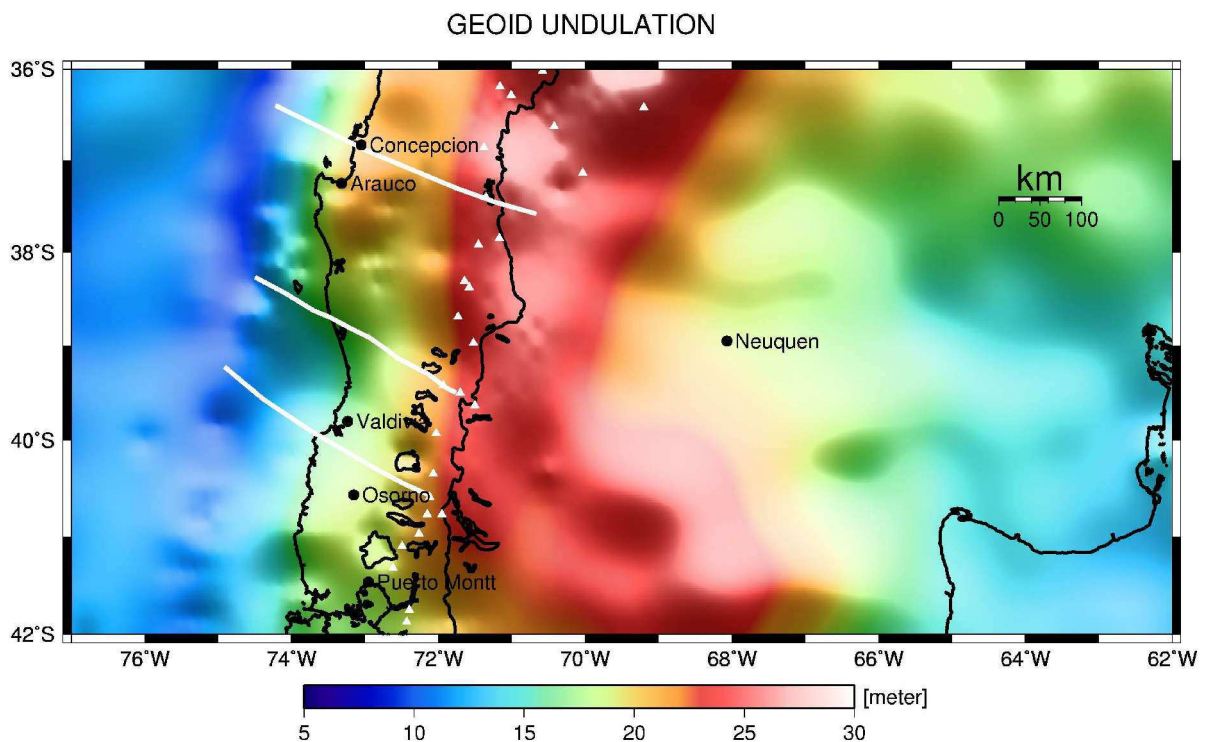 GEOID UNDULATION
36°S
Concepcion
Arauco
km
0 50 100
38°S
Neuquen
Valdiv
40°S
Osorno
Puerto Montt
42°S
76°W 74°W 72°W 70°W 68°W 66°W 64°W 62°W
[meter]
5 10 15 20 25 30